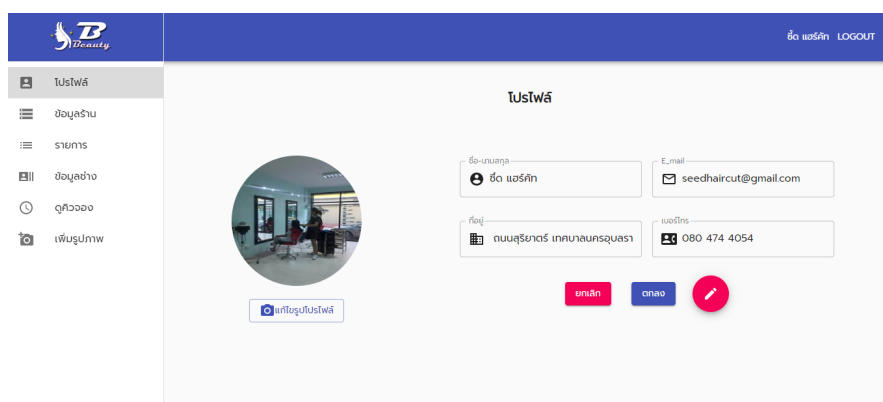 B
Beauty
ซี้ด แฮร์คัท LOGOUT
โปรไฟล์
ข้อมูลร้าน
รายการ
ข้อมูลช่าง
ดูคิวจอง
เพิ่มรูปภาพ
โปรไฟล์
ชื่อ-นามสกุล
ซี้ด แฮร์คัท
E_mail
seedhaircut@gmail.com
ที่อยู่
ถนนสุริยาตร์ เทศบาลนครอุบลรา
เบอร์โทร
080 474 4054
แก้ไขรูปโปรไฟล์
ยกเลิก
ตกลง